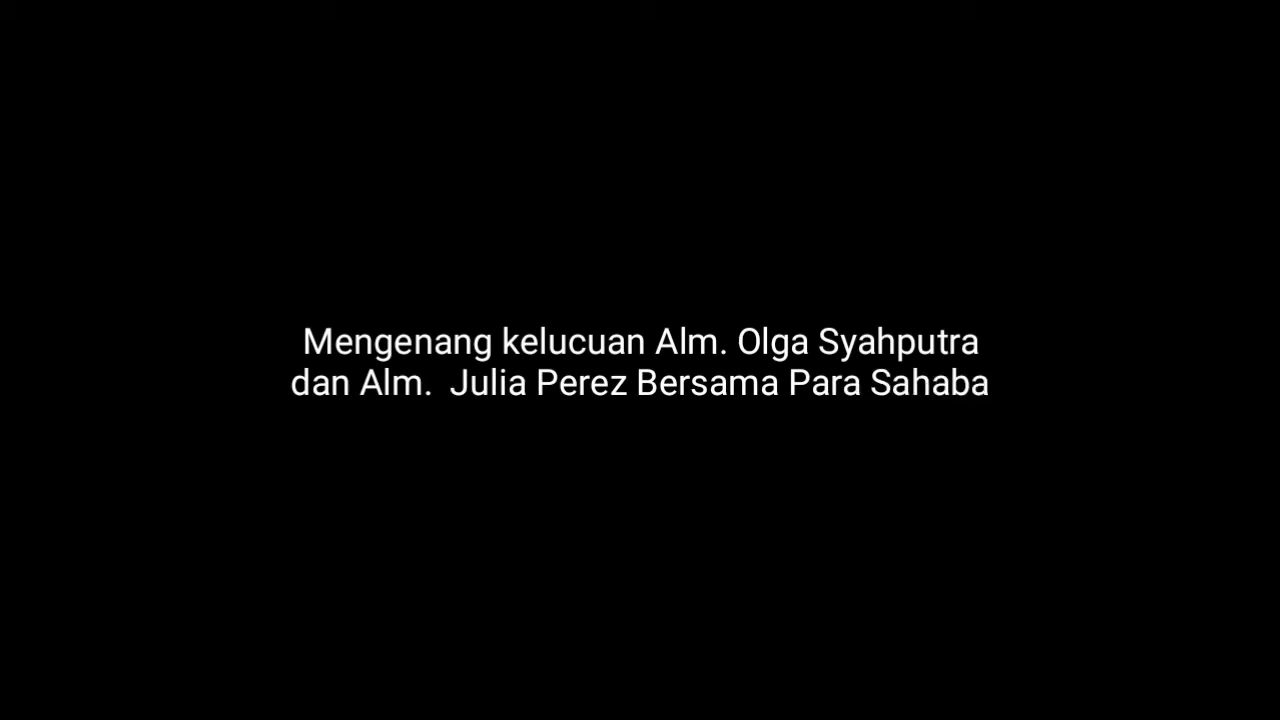 Mengenang kelucuan Alm. Olga Syahputra
dan Alm.  Julia Perez Bersama Para Sahaba